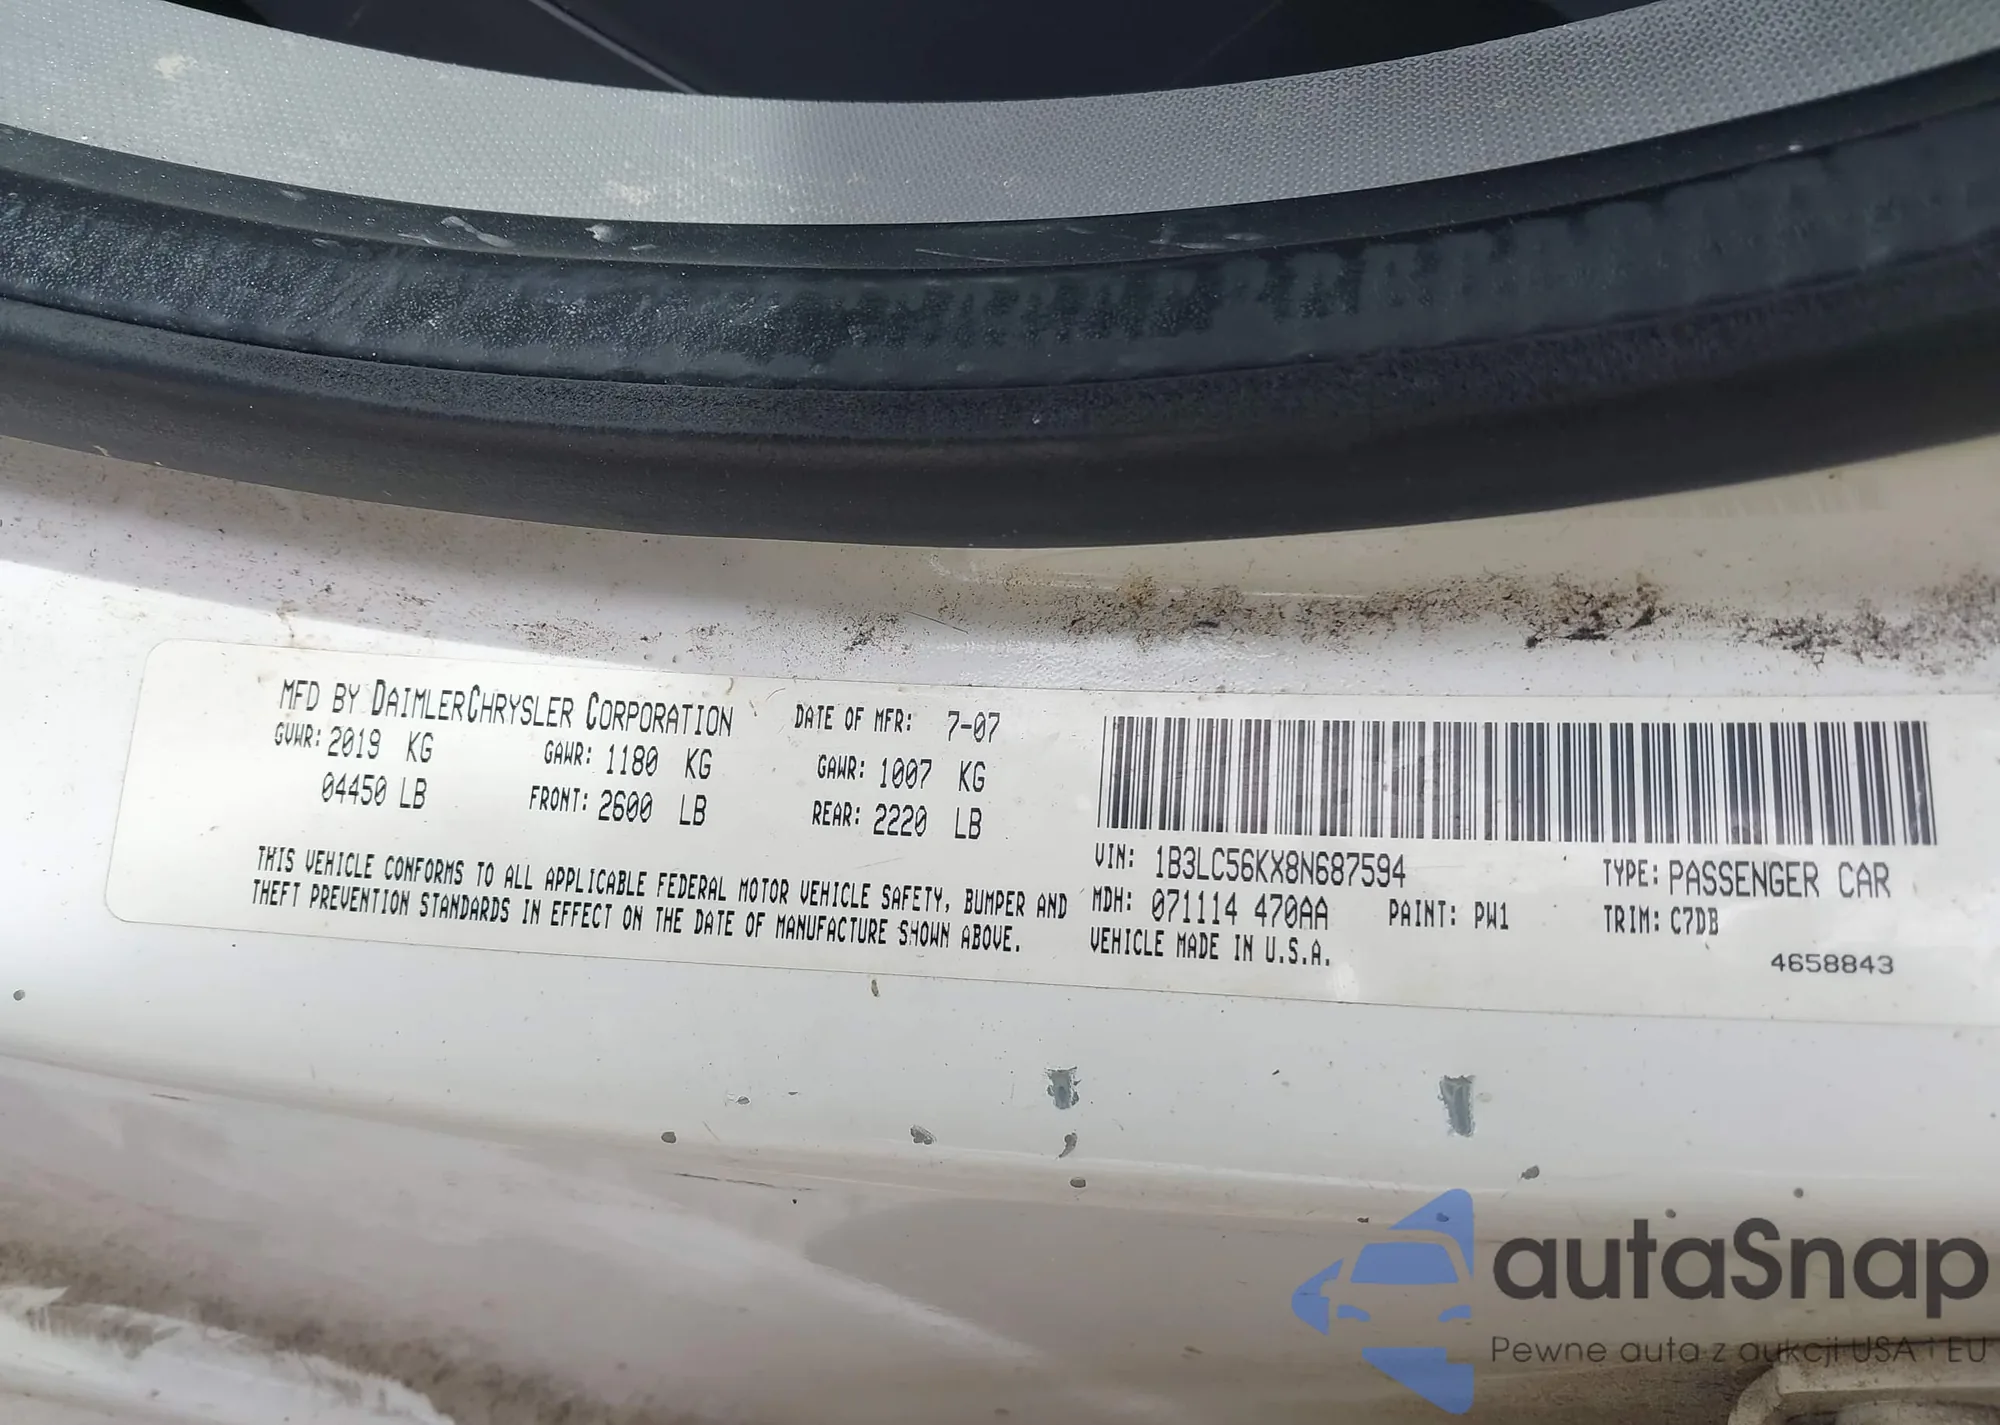 MFD BY DAIMLERCHRYSLER CORPORATION DATE OF MFR: 7-07
GVWR: 2019 KG GAWR: 1180 KG GAWR: 1007 KG
04450 LB FRONT: 2600 LB REAR: 2220 LB
THIS VEHICLE CONFORMS TO ALL APPLICABLE FEDERAL MOTOR VEHICLE SAFETY, BUMPER AND
THEFT PREVENTION STANDARDS IN EFFECT ON THE DATE OF MANUFACTURE SHOWN ABOVE.
VIN: 1B3LC56KX8N687594 TYPE: PASSENGER CAR
MDH: 071114 470AA PAINT: PW1 TRIM: C7DB
VEHICLE MADE IN U.S.A.
4658843
autaSnap
Pewne auta z aukcji USA i EU